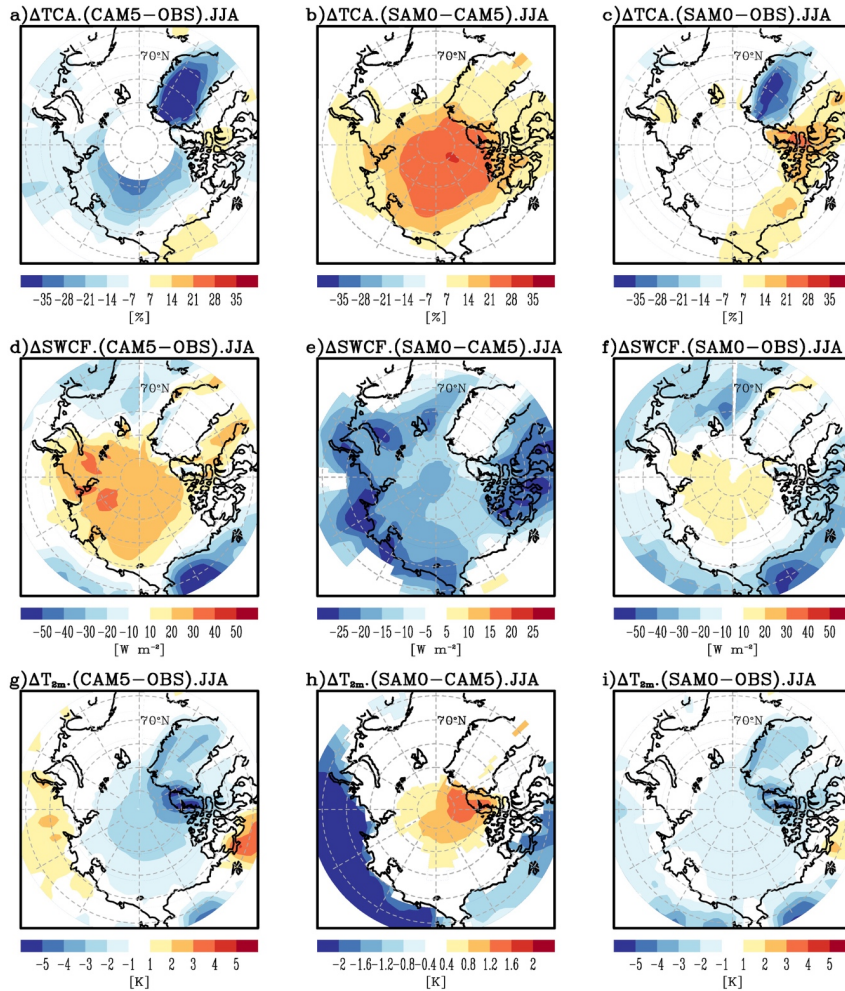 a)ΔTCA.(CAM5−OBS).JJA
b)ΔTCA.(SAM0−CAM5).JJA
c)ΔTCA.(SAM0−OBS).JJA
70°N
70°N
70°N
−35−28−21−14 −7 7 14 21 28 35
[%]
−35−28−21−14 −7 7 14 21 28 35
[%]
−35−28−21−14 −7 7 14 21 28 35
[%]
d)ΔSWCF.(CAM5−OBS).JJA
e)ΔSWCF.(SAM0−CAM5).JJA
f)ΔSWCF.(SAM0−OBS).JJA
70°N
70°N
70°N
−50−40−30−20−10 10 20 30 40 50
[W m⁻²]
−25−20−15−10 −5 5 10 15 20 25
[W m⁻²]
−50−40−30−20−10 10 20 30 40 50
[W m⁻²]
g)ΔT₂ₘ.(CAM5−OBS).JJA
h)ΔT₂ₘ.(SAM0−CAM5).JJA
i)ΔT₂ₘ.(SAM0−OBS).JJA
70°N
70°N
70°N
−5 −4 −3 −2 −1 1 2 3 4 5
[K]
−2 −1.6−1.2−0.8−0.4 0.4 0.8 1.2 1.6 2
[K]
−5 −4 −3 −2 −1 1 2 3 4 5
[K]